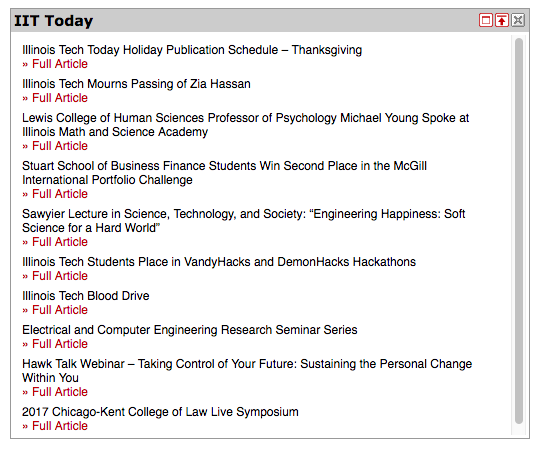 IIT Today
Illinois Tech Today Holiday Publication Schedule – Thanksgiving
» Full Article
Illinois Tech Mourns Passing of Zia Hassan
» Full Article
Lewis College of Human Sciences Professor of Psychology Michael Young Spoke at
Illinois Math and Science Academy
» Full Article
Stuart School of Business Finance Students Win Second Place in the McGill
International Portfolio Challenge
» Full Article
Sawyier Lecture in Science, Technology, and Society: “Engineering Happiness: Soft
Science for a Hard World”
» Full Article
Illinois Tech Students Place in VandyHacks and DemonHacks Hackathons
» Full Article
Illinois Tech Blood Drive
» Full Article
Electrical and Computer Engineering Research Seminar Series
» Full Article
Hawk Talk Webinar – Taking Control of Your Future: Sustaining the Personal Change
Within You
» Full Article
2017 Chicago-Kent College of Law Live Symposium
» Full Article